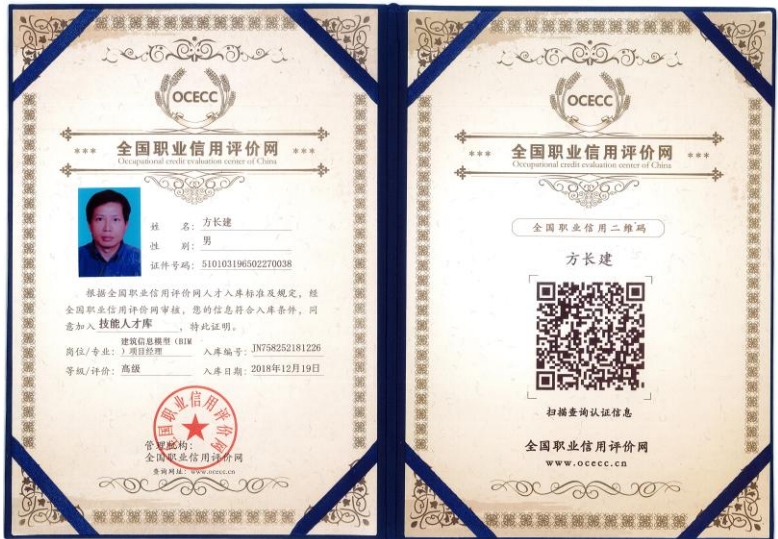 OCECC
*** 全国职业信用评价网 ***
Occupational credit evaluation center of China
姓 名: 方长建
性 别: 男
证件号码: 510103196502270038
根据全国职业信用评价网人才入库标准及规定，经
全国职业信用评价网审核，您的信息符合入库条件，同
意加入 技能人才库 ，特此证明。
岗位/专业: 建筑信息模型（BIM
）项目经理
入库编号: JN758252181226
等级/评价: 高级
入库日期: 2018年12月19日
全国职业信用评价网
管理机构:
全国职业信用评价网
查询网址: www.ocecc.cn
OCECC
*** 全国职业信用评价网 ***
Occupational credit evaluation center of China
全国职业信用二维码
方长建
扫描查询认证信息
全国职业信用评价网
www.ocecc.cn